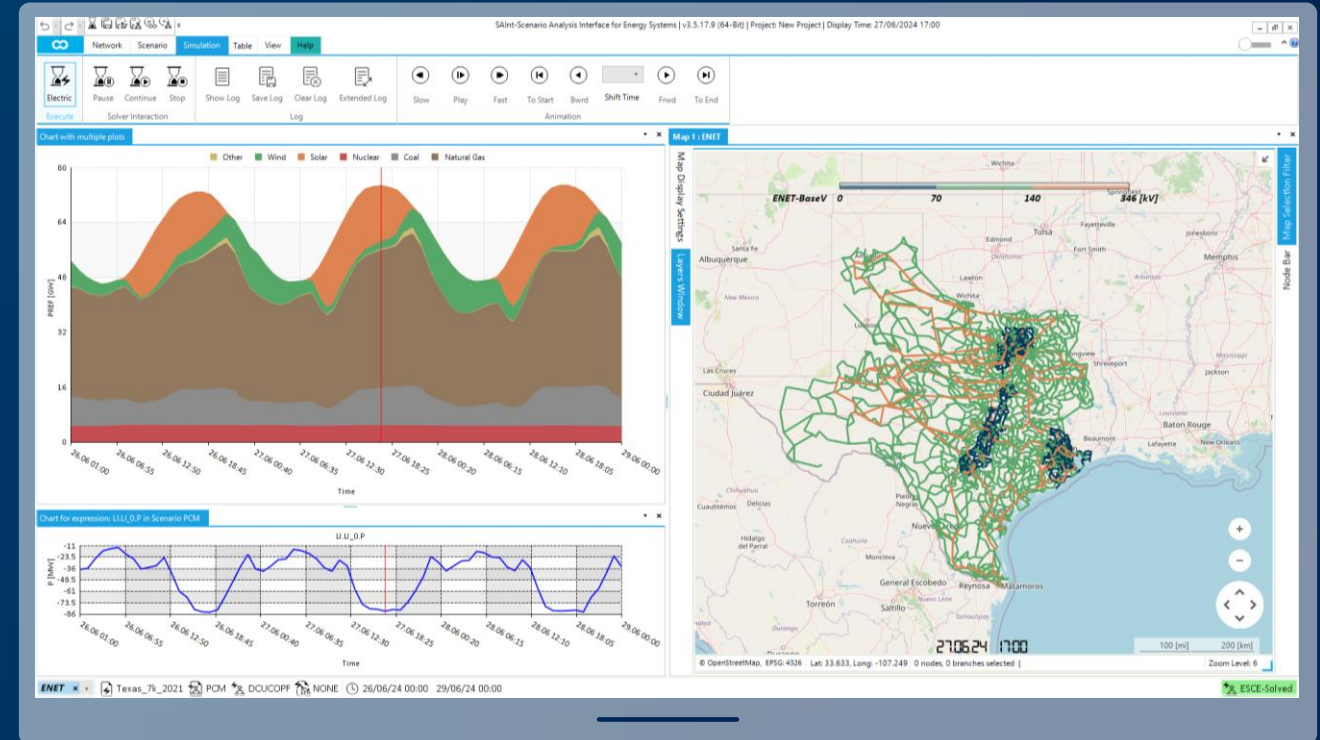 SAInt-Scenario Analysis Interface for Energy Systems | v3.5.17.9 (64-Bit) | Project: New Project | Display Time: 27/06/2024 17:00
Network Scenario Simulation Table View Help
Electric Pause Continue Stop Show Log Save Log Clear Log Extended Log Slow Play Fast To Start Bwrd Shift Time Frwd To End
Execute Solver Interaction Log Animation
Chart with multiple plots
Other Wind Solar Nuclear Coal Natural Gas
80
64
48
32
16
0
PREF [GW]
26.06 01:00 26.06 06:55 26.06 12:50 26.06 18:45 27.06 00:40 27.06 06:35 27.06 12:30 27.06 18:25 28.06 00:20 28.06 06:15 28.06 12:10 28.06 18:05 29.06 00:00
Time
Chart for expression: LI.LI_0.P in Scenario PCM
LI.LI_0.P
-11
-23.5
-36
-48.5
-61
-73.5
-86
P [MW]
26.06 01:00 26.06 06:55 26.06 12:50 26.06 18:45 27.06 00:40 27.06 06:35 27.06 12:30 27.06 18:25 28.06 00:20 28.06 06:15 28.06 12:10 28.06 18:05 29.06 00:00
Time
Map 1 : ENET
Map Display Settings
Layers Window
Map Selection Filter
Node Bar
ENET-BaseV 0 70 140 346 [kV]
Wichita
Springfield
Santa Fe
Albuquerque
Edmond
Tulsa
Fayetteville
Fort Smith
Jonesboro
Memphis
Oklahoma
Arkansas
Lawton
New Mexico
Wichita
Las Cruces
Ciudad Juárez
Shreveport
Mississippi
Jackson
Louisiana
Baton Rouge
Beaumont
Lafayette
New Orleans
Chihuahua
Cuauhtémoc
Delicias
Piedras
Negras
Hidalgo
del Parral
Coahuila
Monclova
General Escobedo
Reynosa
Matamoros
Nuevo León
Torreón
Saltillo
Tamaulipas
Durango
27.06.24 17:00
100 [mi] 200 [km]
© OpenStreetMap, EPSG: 4326 Lat: 33.633, Long: -107.249 0 nodes, 0 branches selected | Zoom Level: 6
ENET Texas_7k_2021 PCM DCUCOPF NONE 26/06/24 00:00 29/06/24 00:00 ESCE-Solved